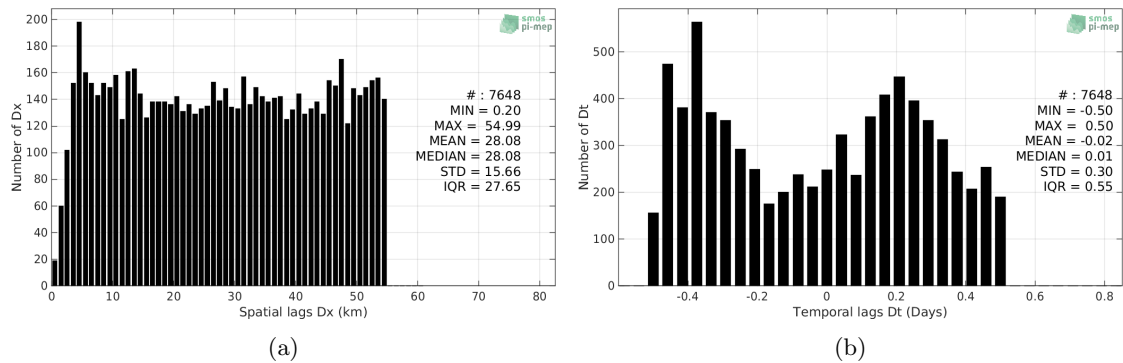 smos
pi-mep
200
180
160
140
120
100
80
60
40
20
0
Number of Dx
# : 7648
MIN = 0.20
MAX = 54.99
MEAN = 28.08
MEDIAN = 28.08
STD = 15.66
IQR = 27.65
0 10 20 30 40 50 60 70 80
Spatial lags Dx (km)
(a)
smos
pi-mep
500
400
300
200
100
0
Number of Dt
# : 7648
MIN = -0.50
MAX = 0.50
MEAN = -0.02
MEDIAN = 0.01
STD = 0.30
IQR = 0.55
-0.4 -0.2 0 0.2 0.4 0.6 0.8
Temporal lags Dt (Days)
(b)